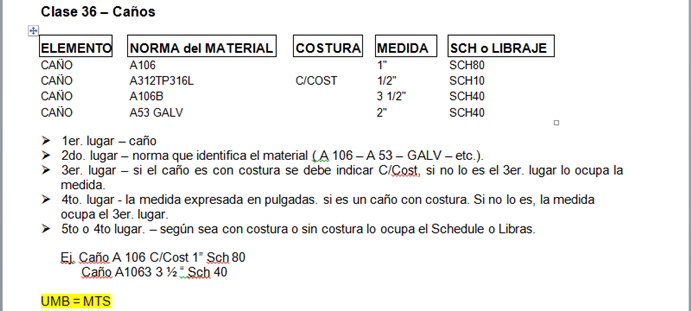 Clase 36 – Caños
ELEMENTO NORMA del MATERIAL COSTURA MEDIDA SCH o LIBRAJE
CAÑO A106 1" SCH80
CAÑO A312TP316L C/COST 1/2" SCH10
CAÑO A106B 3 1/2" SCH40
CAÑO A53 GALV 2" SCH40
➤ 1er. lugar – caño
➤ 2do. lugar – norma que identifica el material ( A 106 – A 53 – GALV – etc.).
➤ 3er. lugar – si el caño es con costura se debe indicar C/Cost, si no lo es el 3er. lugar lo ocupa la
medida.
➤ 4to. lugar - la medida expresada en pulgadas. si es un caño con costura. Si no lo es, la medida
ocupa el 3er. lugar.
➤ 5to o 4to lugar. – según sea con costura o sin costura lo ocupa el Schedule o Libras.
Ej. Caño A 106 C/Cost 1" Sch 80
Caño A1063 3 ½ " Sch 40
UMB = MTS